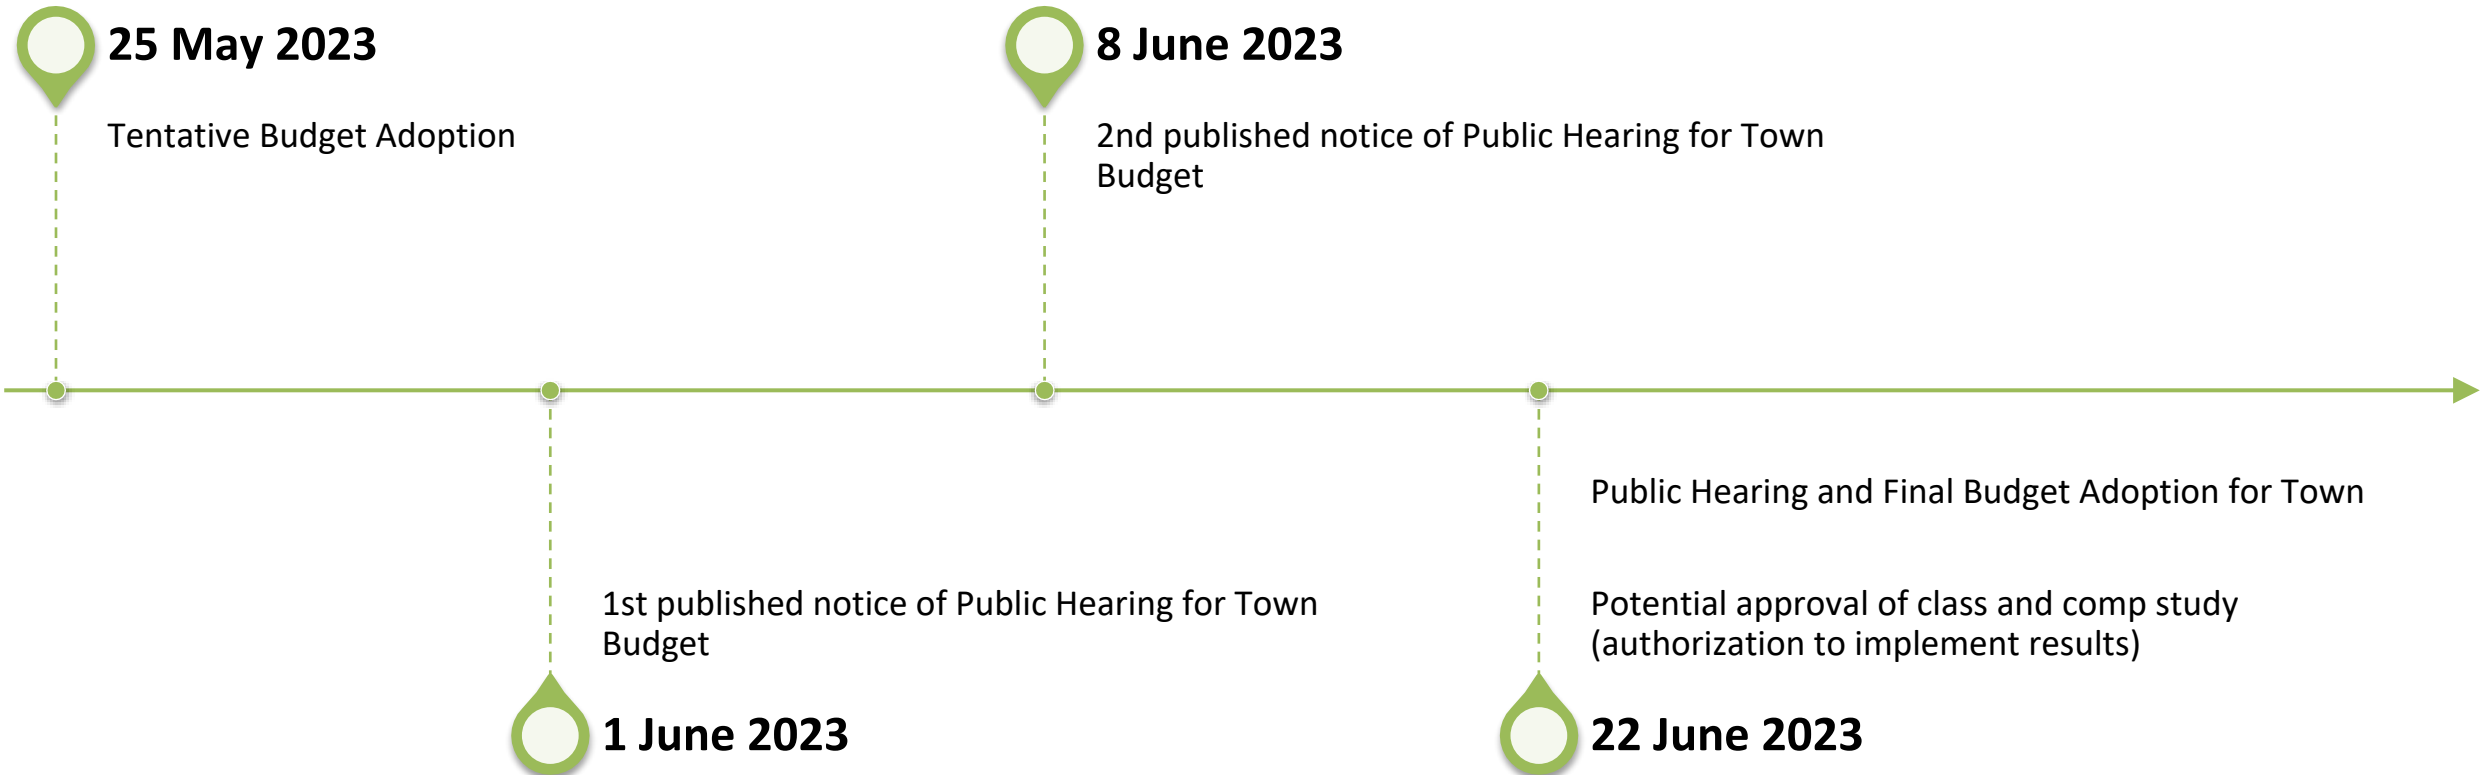 25 May 2023
Tentative Budget Adoption
8 June 2023
2nd published notice of Public Hearing for Town
Budget
1st published notice of Public Hearing for Town
Budget
1 June 2023
Public Hearing and Final Budget Adoption for Town
Potential approval of class and comp study
(authorization to implement results)
22 June 2023